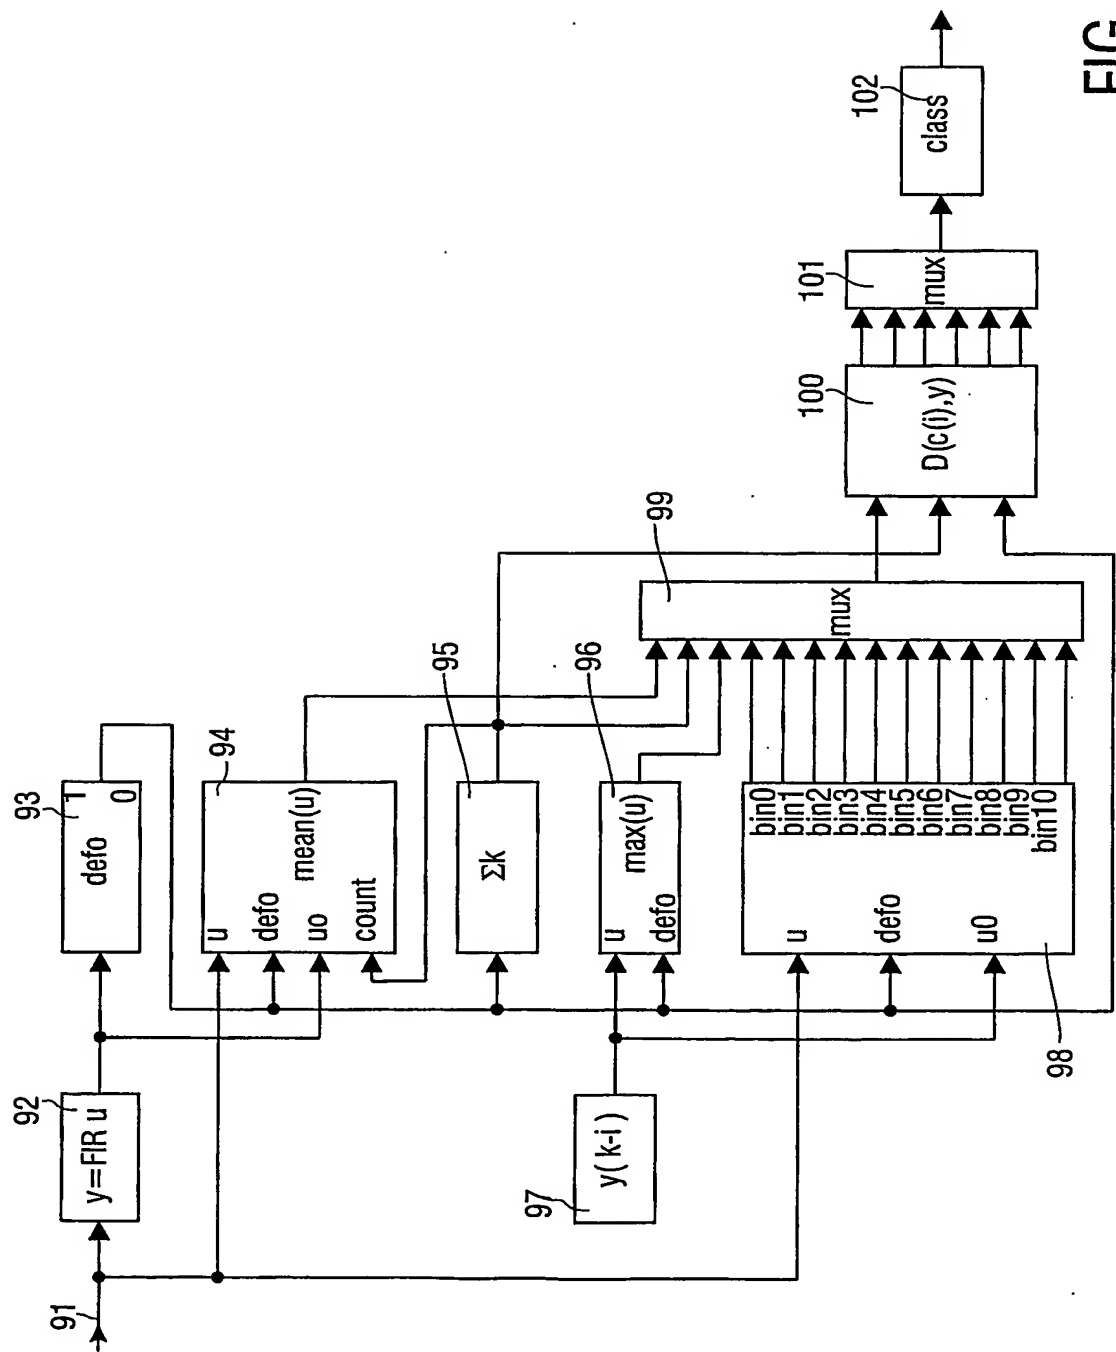 91
92
y=FIR u
93
defo
1
0
94
u
defo
uo
count
mean(u)
95
Σk
96
u
defo
max(u)
97
y( k-i )
98
u
defo
u0
bin0
bin1
bin2
bin3
bin4
bin5
bin6
bin7
bin8
bin9
bin10
99
mux
100
D(c(i),y)
101
mux
102
class
FIG